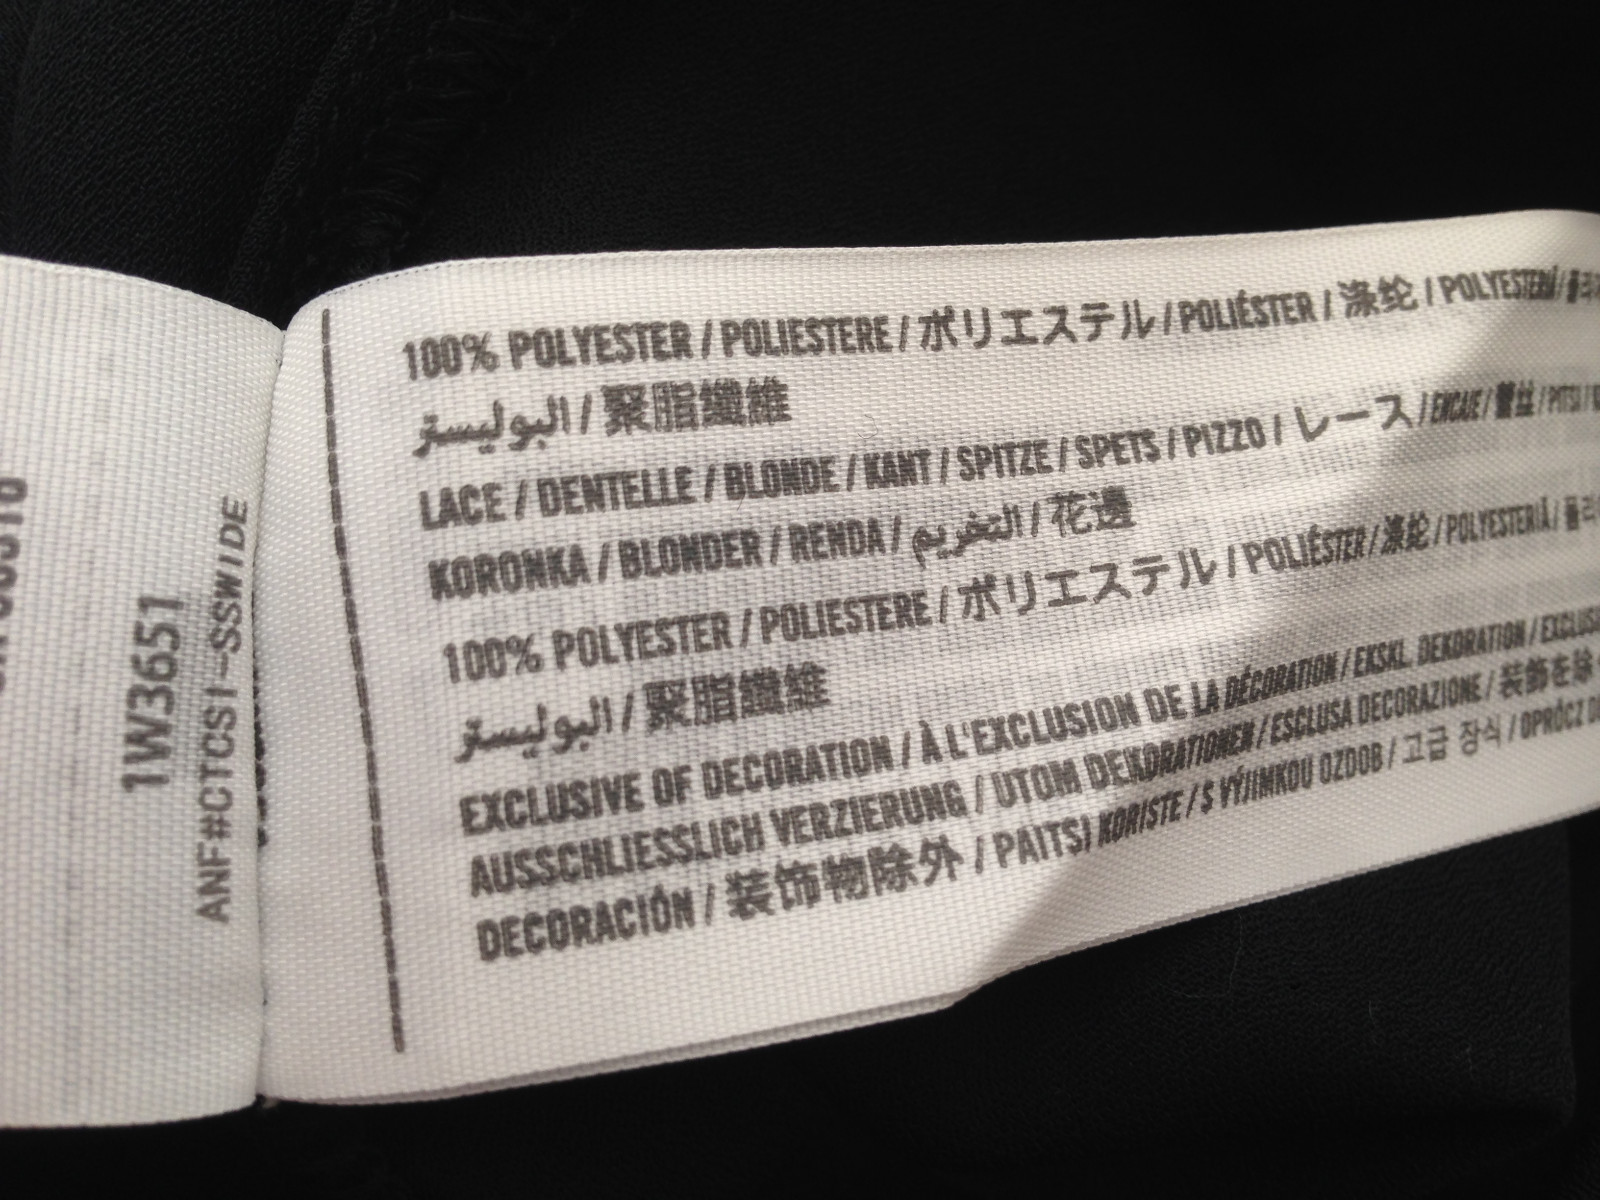 100% POLYESTER / POLIESTERE / ポリエステル / POLIÉSTER / 涤纶 / POLYESTERIÄ /
البوليستر / 聚脂纖維
LACE / DENTELLE / BLONDE / KANT / SPITZE / SPETS / PIZZO / レース / ENCAJE / 蕾丝 / PITSI /
KORONKA / BLONDER / RENDA / التخريم / 花邊
100% POLYESTER / POLIESTERE / ポリエステル / POLIÉSTER / 涤纶 / POLYESTERIÄ /
البوليستر / 聚脂纖維
EXCLUSIVE OF DECORATION / À L'EXCLUSION DE LA DÉCORATION / EKSKL. DEKORATION /
AUSSCHLIESSLICH VERZIERUNG / UTOM DEKORATIONEN / ESCLUSA DECORAZIONE / 装飾を除
DECORACIÓN / 装饰物除外 / PAITSI KORISTE / S VÝJIMKOU OZDOB / 고급 장식 / OPRÓCZ
1W3651
ANF#CTCSI-SSWIDE